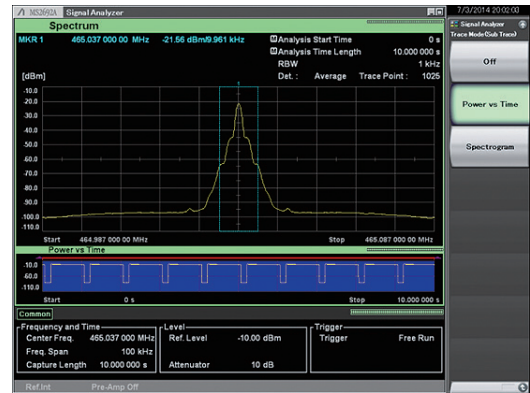 MS2692A Signal Analyzer
7/3/2014 20:02:03
Spectrum
MKR 1 465.037 000 00 MHz -21.56 dBm/9.961 kHz
Analysis Start Time 0 s
Analysis Time Length 10.000 000 s
RBW 1 kHz
Det. : Average Trace Point : 1025
[dBm]
-10.0
-20.0
-30.0
-40.0
-50.0
-60.0
-70.0
-80.0
-90.0
-100.0
-110.0
Start 464.987 000 00 MHz Stop 465.087 000 00 MHz
Power vs Time
-10.0
-60.0
-110.0
Start 0 s Stop 10.000 000 s
Common
Frequency and Time
Center Freq. 465.037 000 MHz
Freq. Span 100 kHz
Capture Length 10.000 000 s
Level
Ref. Level -10.00 dBm
Attenuator 10 dB
Trigger
Trigger Free Run
Ref.Int Pre-Amp Off
Signal Analyzer
Trace Mode(Sub Trace)
Off
Power vs Time
Spectrogram